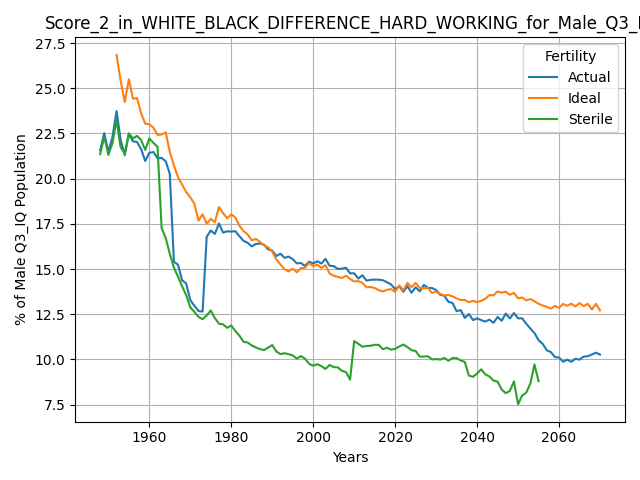 Score_2_in_WHITE_BLACK_DIFFERENCE_HARD_WORKING_for_Male_Q3_
27.5
25.0
22.5
20.0
17.5
15.0
12.5
10.0
7.5
% of Male Q3_IQ Population
Fertility
Actual
Ideal
Sterile
1960
1980
2000
2020
2040
2060
Years